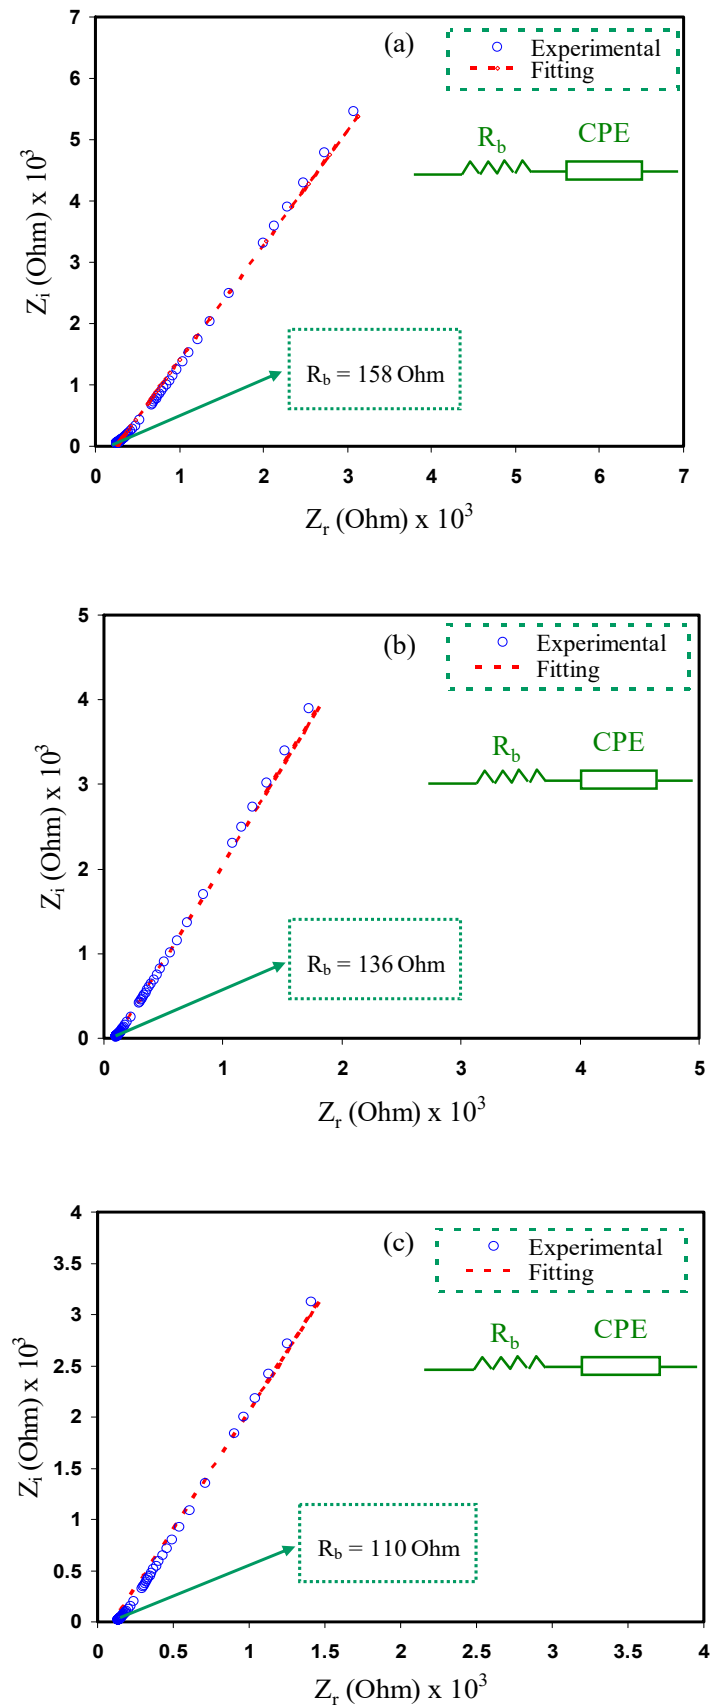 (a)
Experimental
Fitting
R_b
CPE
7
6
5
4
3
2
1
0
Z_i (Ohm) x 10^3
R_b = 158 Ohm
0 1 2 3 4 5 6 7
Z_r (Ohm) x 10^3
(b)
Experimental
Fitting
R_b
CPE
5
4
3
2
1
0
Z_i (Ohm) x 10^3
R_b = 136 Ohm
0 1 2 3 4 5
Z_r (Ohm) x 10^3
(c)
Experimental
Fitting
R_b
CPE
4
3.5
3
2.5
2
1.5
1
0.5
0
Z_i (Ohm) x 10^3
R_b = 110 Ohm
0 0.5 1 1.5 2 2.5 3 3.5 4
Z_r (Ohm) x 10^3